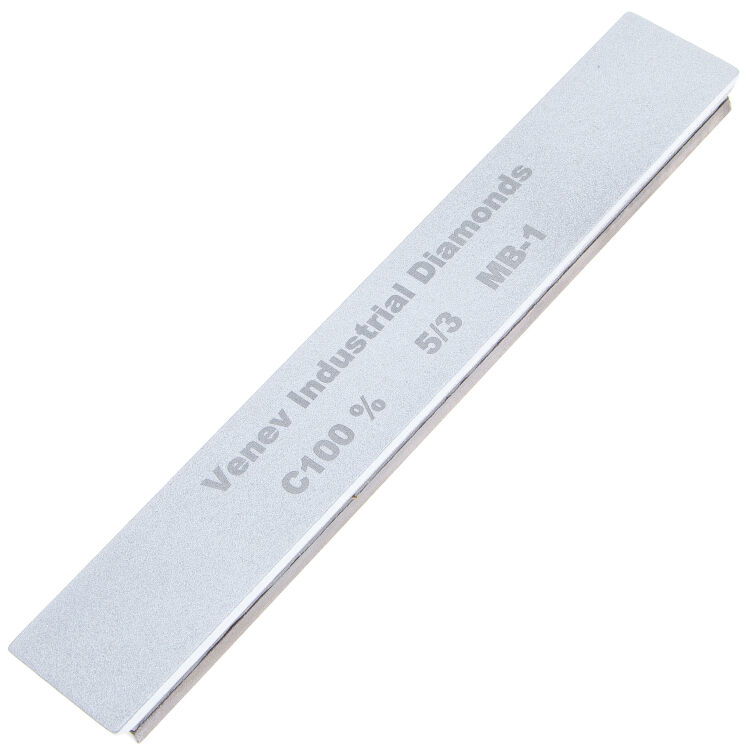 Venev Industrial Diamonds
C100 % 5/3 MB-1